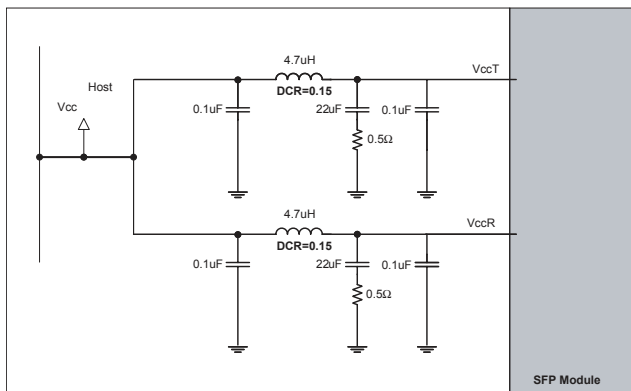 4.7uH
VccT
Host
Vcc
DCR=0.15
0.1uF
22uF
0.1uF
0.5Ω
4.7uH
VccR
DCR=0.15
0.1uF
22uF
0.1uF
0.5Ω
SFP Module